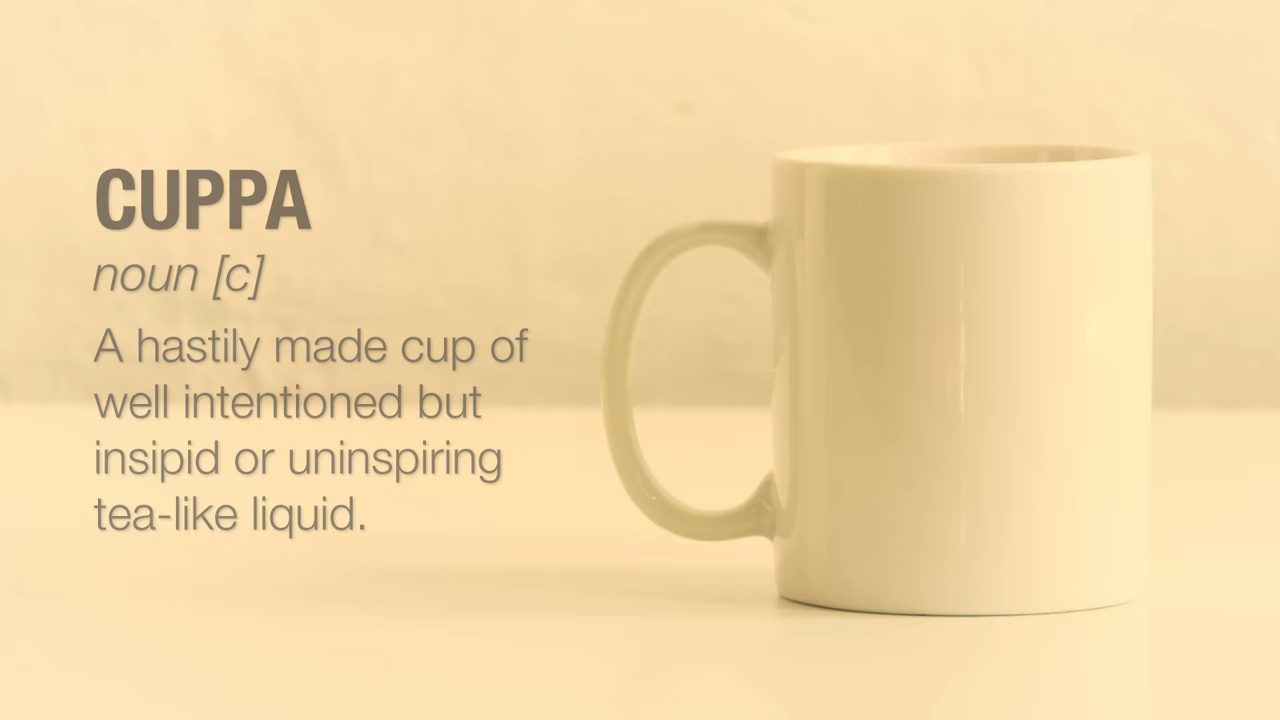 CUPPA
noun [c]
A hastily made cup of
well intentioned but
insipid or uninspiring
tea-like liquid.